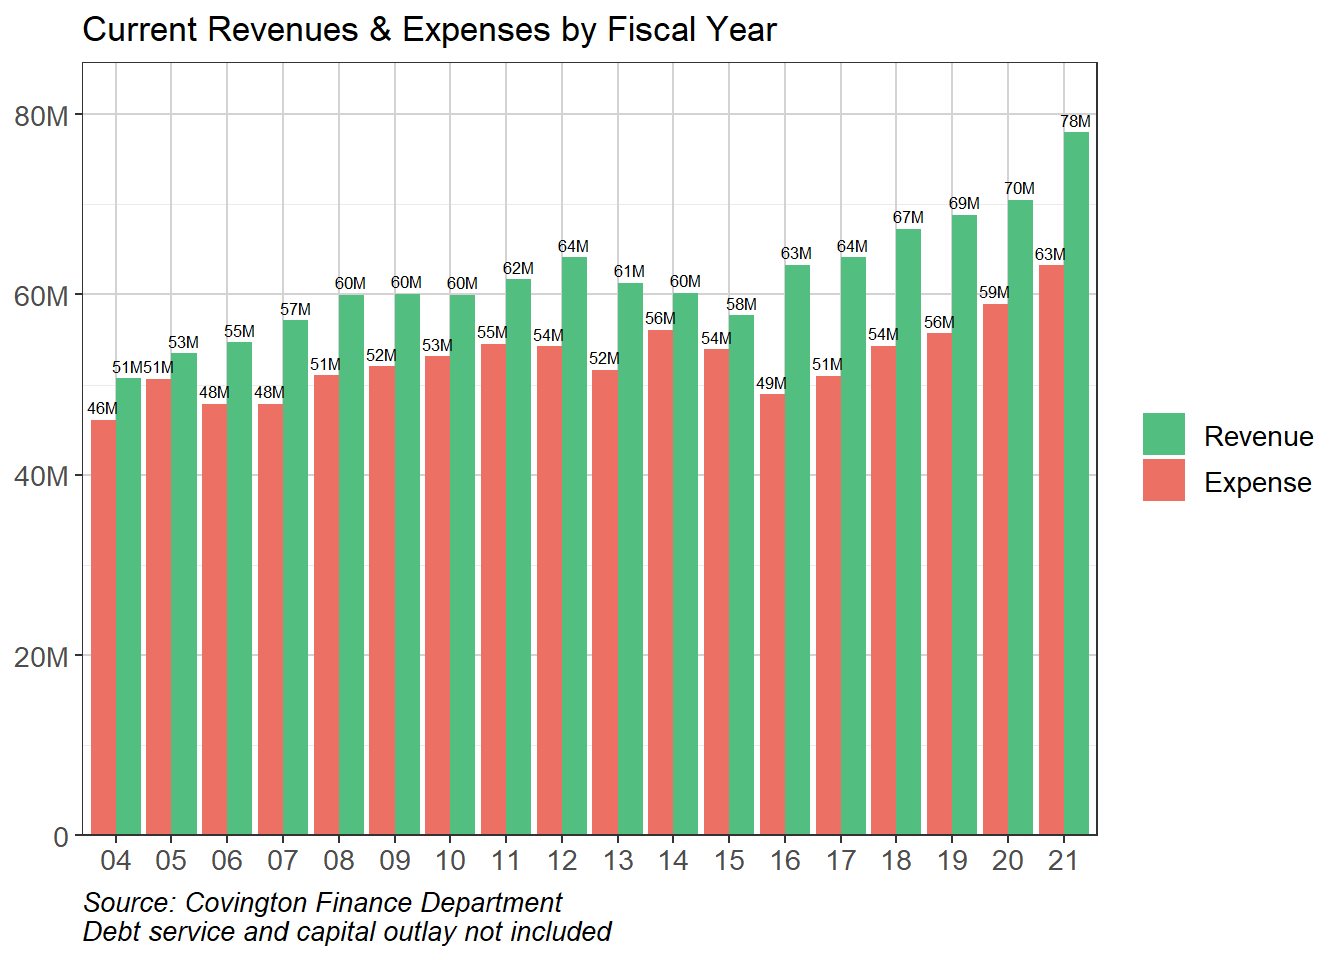 Current Revenues & Expenses by Fiscal Year
80M
60M
40M
20M
0
46M 51M 51M 53M 48M 55M 48M 57M 51M 60M 52M 60M 53M 60M 55M 62M 54M 64M 52M 61M 56M 60M 54M 58M 49M 63M 51M 64M 54M 67M 56M 69M 59M 70M 63M 78M
04 05 06 07 08 09 10 11 12 13 14 15 16 17 18 19 20 21
Revenue
Expense
Source: Covington Finance Department
Debt service and capital outlay not included